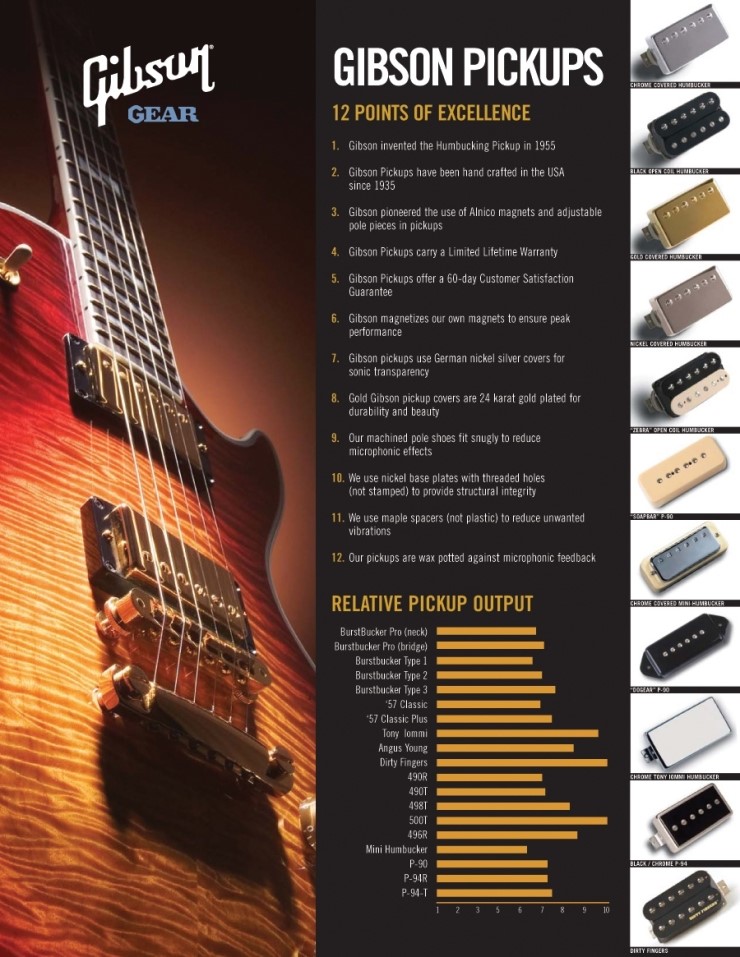 Gibson
GEAR
GIBSON PICKUPS
12 POINTS OF EXCELLENCE
1. Gibson invented the Humbucking Pickup in 1955
2. Gibson Pickups have been hand crafted in the USA
since 1935
3. Gibson pioneered the use of Alnico magnets and adjustable
pole pieces in pickups
4. Gibson Pickups carry a Limited Lifetime Warranty
5. Gibson Pickups offer a 60-day Customer Satisfaction
Guarantee
6. Gibson magnetizes our own magnets to ensure peak
performance
7. Gibson pickups use German nickel silver covers for
sonic transparency
8. Gold Gibson pickup covers are 24 karat gold plated for
durability and beauty
9. Our machined pole shoes fit snugly to reduce
microphonic effects
10. We use nickel base plates with threaded holes
(not stamped) to provide structural integrity
11. We use maple spacers (not plastic) to reduce unwanted
vibrations
12. Our pickups are wax potted against microphonic feedback
RELATIVE PICKUP OUTPUT
BurstBucker Pro (neck)
Burstbucker Pro (bridge)
Burstbucker Type 1
Burstbucker Type 2
Burstbucker Type 3
'57 Classic
'57 Classic Plus
Tony Iommi
Angus Young
Dirty Fingers
490R
490T
498T
500T
496R
Mini Humbucker
P-90
P-94R
P-94-T
1 2 3 5 6 7 8 9 10
CHROME COVERED HUMBUCKER
BLACK OPEN COIL HUMBUCKER
GOLD COVERED HUMBUCKER
NICKEL COVERED HUMBUCKER
"ZEBRA" OPEN COIL HUMBUCKER
"SOAPBAR" P-90
CHROME COVERED MINI HUMBUCKER
"DOGEAR" P-90
CHROME TONY IOMMI HUMBUCKER
BLACK / CHROME P-94
DIRTY FINGERS
DIRTY FINGERS